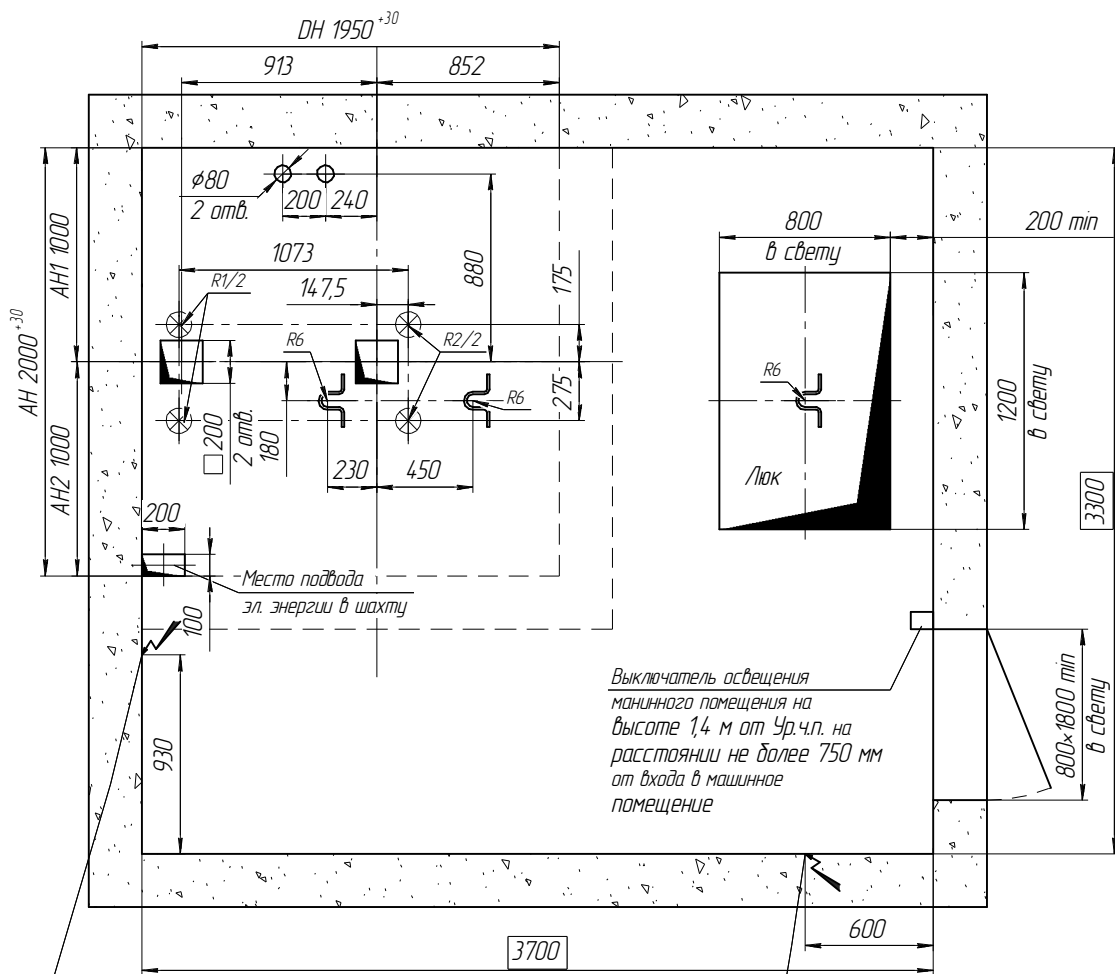 DH 1950 +30
913
852
ϕ80
2 отв.
200
240
800
в свету
200 min
АН1 1000
1073
880
175
R1/2
147,5
R6
R2/2
АН 2000 +30
275
R6
R6
1200
в свету
□200
2 отв.
180
230
450
Люк
АН2 1000
200
3300
Место подвода
эл. энергии в шахту
100
Выключатель освещения
манинного помещения на
высоте 1,4 м от Ур.ч.п. на
расстоянии не более 750 мм
от входа в машинное
помещение
800×1800 min
в свету
930
600
3700